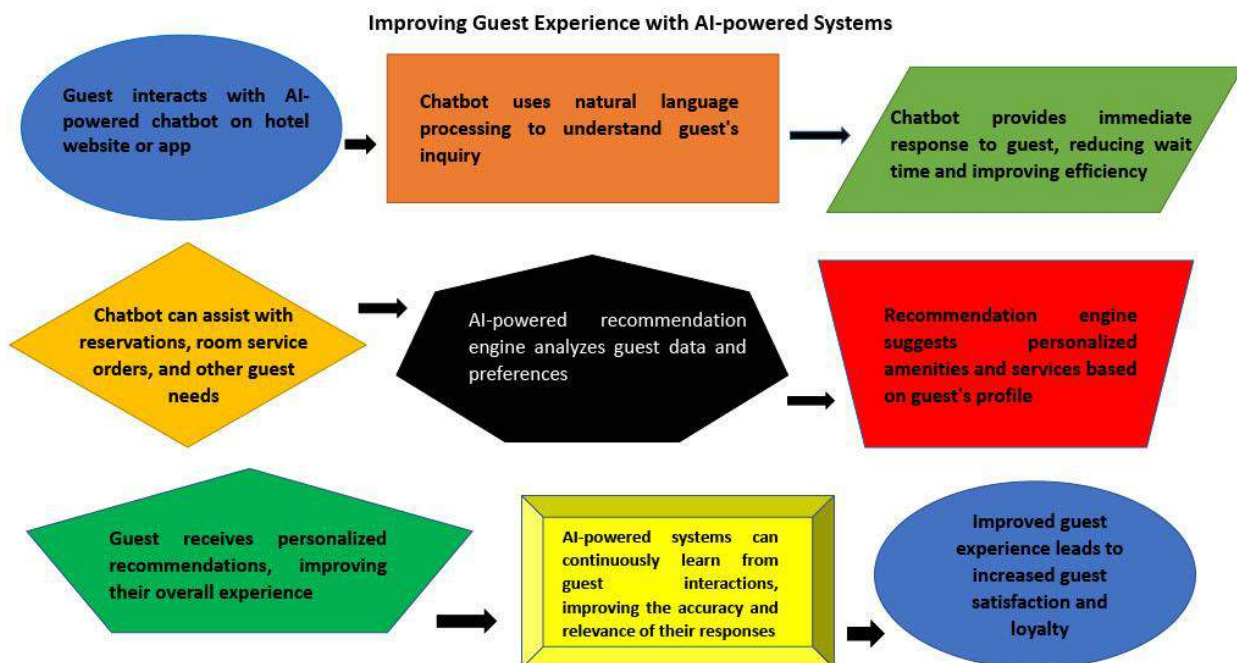 Improving Guest Experience with AI-powered Systems
Guest interacts with AI-
powered chatbot on hotel
website or app
Chatbot uses natural language
processing to understand guest's
inquiry
Chatbot provides immediate
response to guest, reducing wait
time and improving efficiency
Chatbot can assist with
reservations, room service
orders, and other guest
needs
AI-powered recommendation
engine analyzes guest data and
preferences
Recommendation engine
suggests personalized
amenities and services based
on guest's profile
Guest receives personalized
recommendations, improving
their overall experience
AI-powered systems can
continuously learn from
guest interactions,
improving the accuracy and
relevance of their responses
Improved guest
experience leads to
increased guest
satisfaction and
loyalty